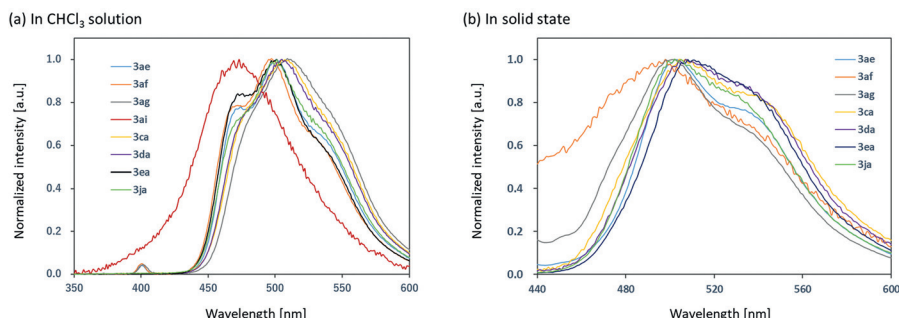 (a) In CHCl3 solution
Normalized intensity [a.u.]
1.0
0.8
0.6
0.4
0.2
0.0
350
400
450
500
550
600
Wavelength [nm]
3ae
3af
3ag
3ai
3ca
3da
3ea
3ja
(b) In solid state
Normalized intensity [a.u.]
1.0
0.8
0.6
0.4
0.2
0.0
440
480
520
560
600
Wavelength [nm]
3ae
3af
3ag
3ca
3da
3ea
3ja